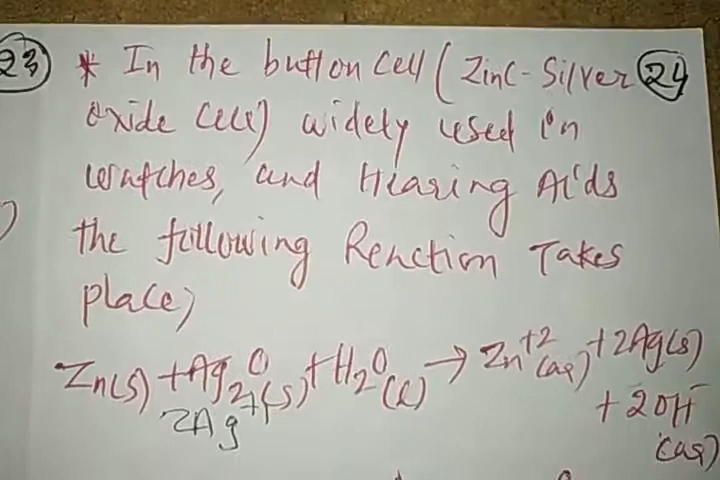 23 * In the button Cell ( Zinc - Silver 24
Oxide Cell) widely used in
watches, and Hearing Aids
the following Reaction Takes
place,
Zn(s) + Ag2O(s) + H2O(l) → Zn+2(aq) + 2Ag(s)
2Ag+
+ 2OH-
(aq)